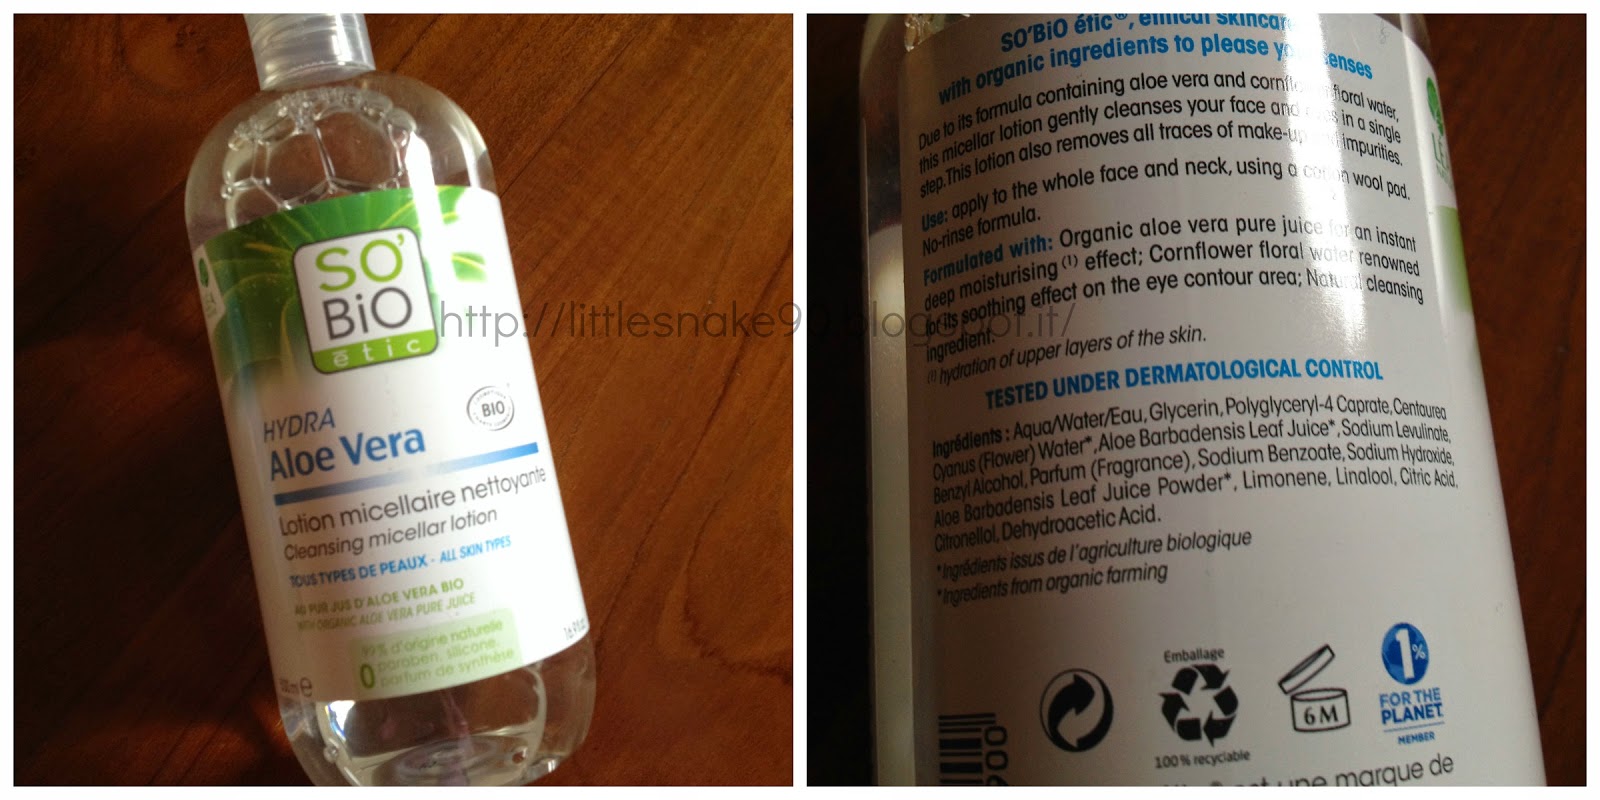 SO'
BiO
étic
BIO
HYDRA
Aloe Vera
Lotion micellaire nettoyante
Cleansing micellar lotion
TOUS TYPES DE PEAUX - ALL SKIN TYPES
AU PUR JUS D'ALOE VERA BIO
WITH ORGANIC ALOE VERA PURE JUICE
99% d'origine naturelle
0 paraben, silicone,
parfum de synthèse
http://littlesnake90.blogspot.it/
SO'BiO étic®, ethical skincare
with organic ingredients to please your senses
Due to its formula containing aloe vera and cornflower floral water,
this micellar lotion gently cleanses your face and eyes in a single
step. This lotion also removes all traces of make-up and impurities.
Use: apply to the whole face and neck, using a cotton wool pad.
No-rinse formula.
Formulated with: Organic aloe vera pure juice for an instant
deep moisturising (1) effect; Cornflower floral water renowned
for its soothing effect on the eye contour area; Natural cleansing
ingredient.
(1) hydration of upper layers of the skin.
TESTED UNDER DERMATOLOGICAL CONTROL
Ingrédients : Aqua/Water/Eau, Glycerin, Polyglyceryl-4 Caprate, Centaurea
Cyanus (Flower) Water*, Aloe Barbadensis Leaf Juice*, Sodium Levulinate,
Benzyl Alcohol, Parfum (Fragrance), Sodium Benzoate, Sodium Hydroxide,
Aloe Barbadensis Leaf Juice Powder*, Limonene, Linalool, Citric Acid,
Citronellol, Dehydroacetic Acid.
*Ingrédients issus de l'agriculture biologique
*Ingredients from organic farming
Emballage
100% recyclable
6M
1%
FOR THE
PLANET
MEMBER
900
est une marque de